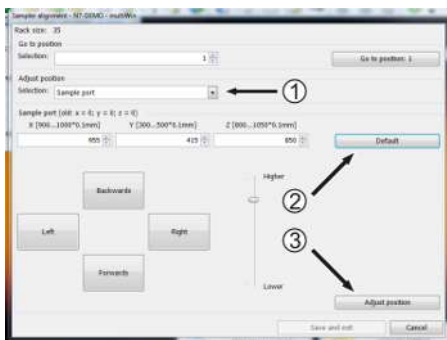 Sampler alignment - N7-DEMO - multiWin
Rack size: 35
Go to position
Selection: 1 Go to position: 1
Adjust position
Selection: Sample port 1
Sample port (old: x = 0; y = 0; z = 0)
X [900...1000*0.1mm] Y [300...500*0.1mm] Z [800...1050*0.1mm]
955 415 850 Default
2
Backwards Higher
Left Right
Forwards Lower
3
Adjust position
Save and exit Cancel